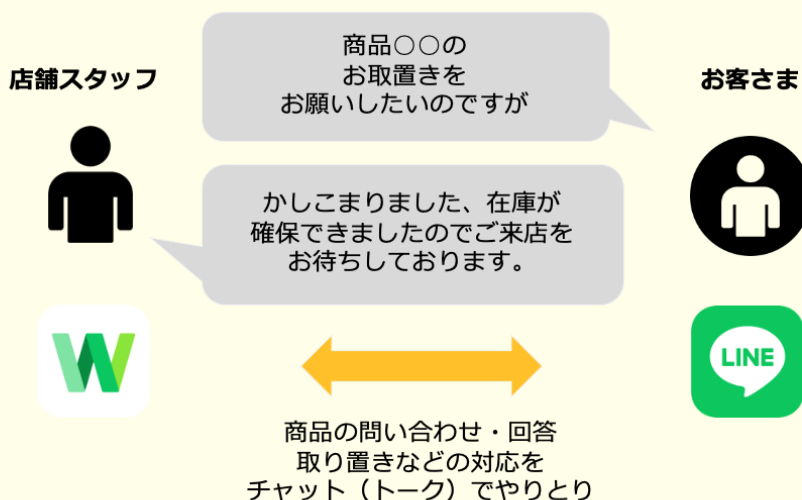 商品○○の
お取置きを
お願いしたいのですが
店舗スタッフ
お客さま
かしこまりました、在庫が
確保できましたのでご来店を
お待ちしております。
LINE
商品の問い合わせ・回答
取り置きなどの対応を
チャット（トーク）でやりとり